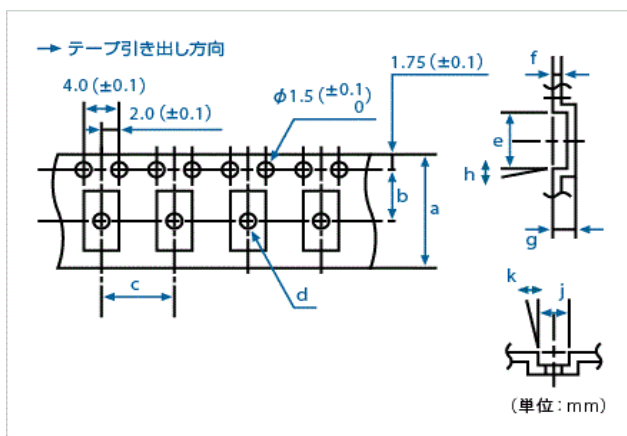 テープ引き出し方向
4.0(±0.1)
2.0(±0.1)
φ1.5(±0.1 0)
1.75(±0.1)
f
e
h
g
b
a
c
d
k
j
(単位:mm)